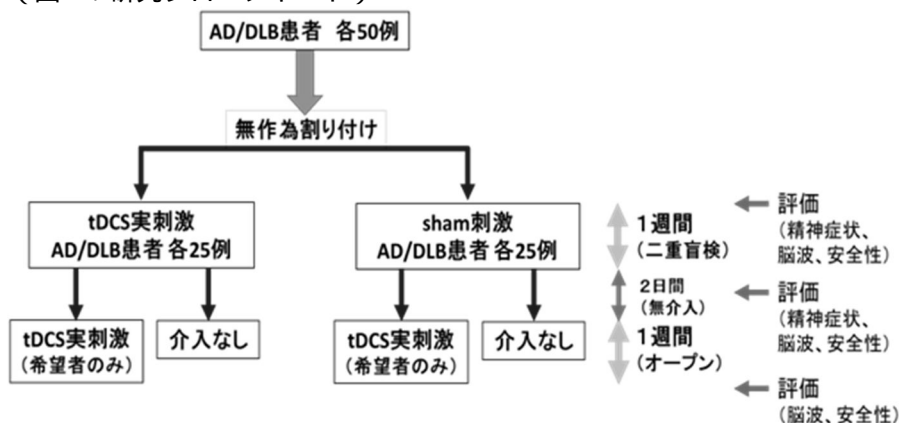 AD/DLB患者 各50例
無作為割り付け
tDCS実刺激
AD/DLB患者 各25例
sham刺激
AD/DLB患者 各25例
tDCS実刺激
(希望者のみ)
介入なし
tDCS実刺激
(希望者のみ)
介入なし
1週間
(二重盲検)
2日間
(無介入)
1週間
(オープン)
評価
(精神症状、
脳波、安全性)
評価
(精神症状、
脳波、安全性)
評価
(脳波、安全性)